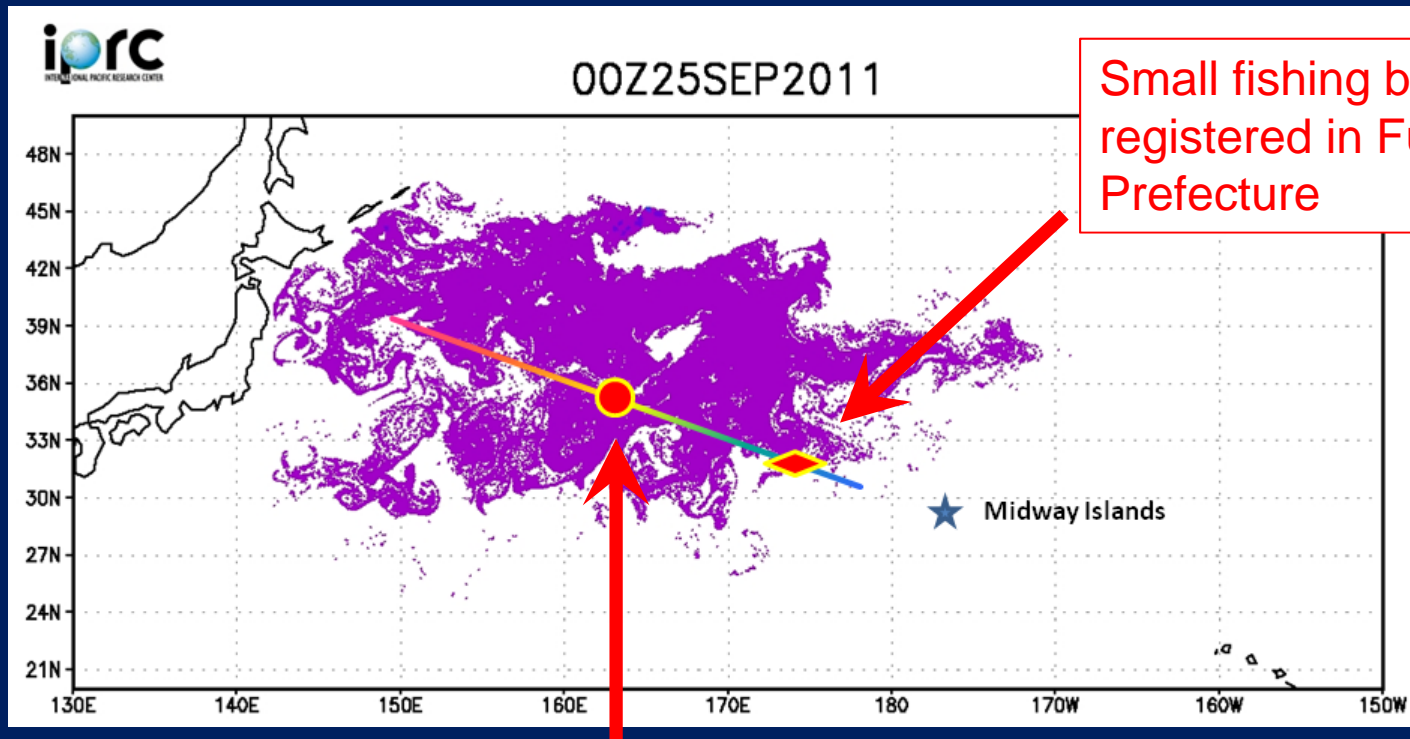 iprc
INTERNATIONAL PACIFIC RESEARCH CENTER
00Z25SEP2011
Small fishing
registered in
Prefecture
48N
45N
42N
39N
36N
33N
30N
27N
24N
21N
Midway Islands
130E
140E
150E
160E
170E
180
170W
160W
150W